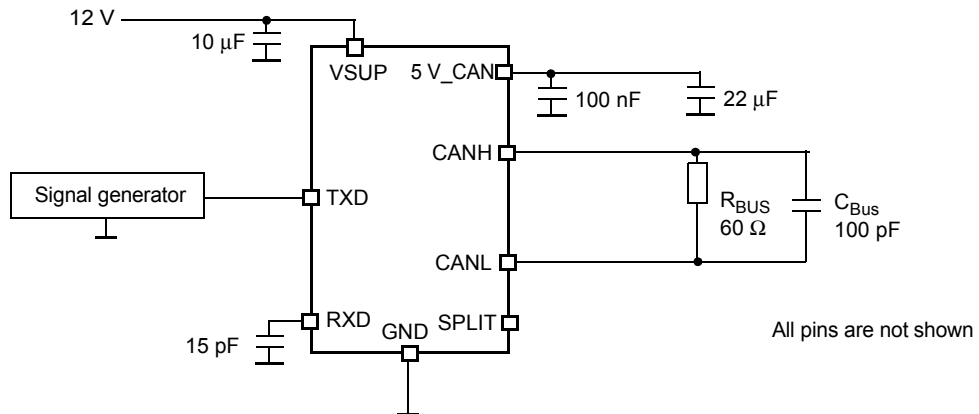 12 V
10 μF
VSUP
5 V_CAN
100 nF
22 μF
CANH
Signal generator
TXD
R_BUS
60 Ω
C_Bus
100 pF
CANL
RXD
GND
SPLIT
15 pF
All pins are not shown